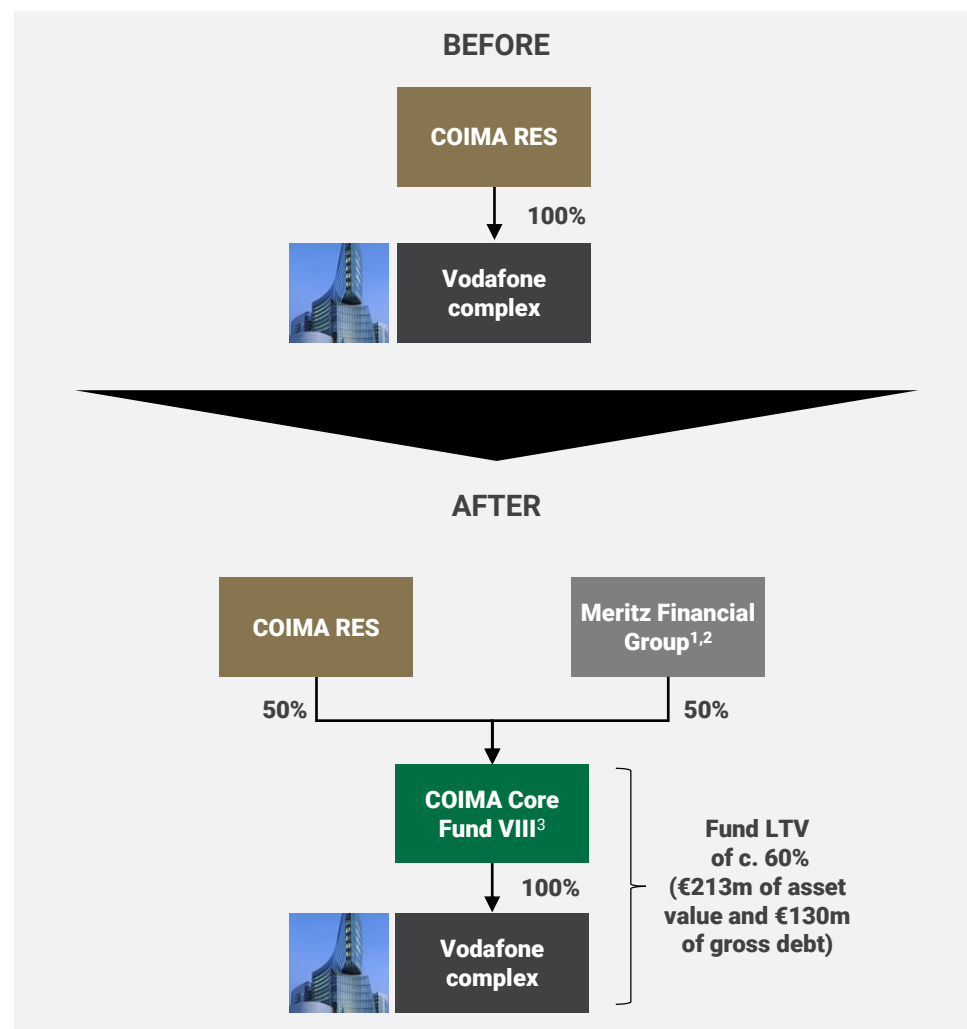 BEFORE
COIMA RES
100%
Vodafone
complex
AFTER
COIMA RES
Meritz Financial
Group1,2
50%
50%
COIMA Core
Fund VIII3
100%
Vodafone
complex
Fund LTV
of c. 60%
(€213m of asset
value and €130m
of gross debt)